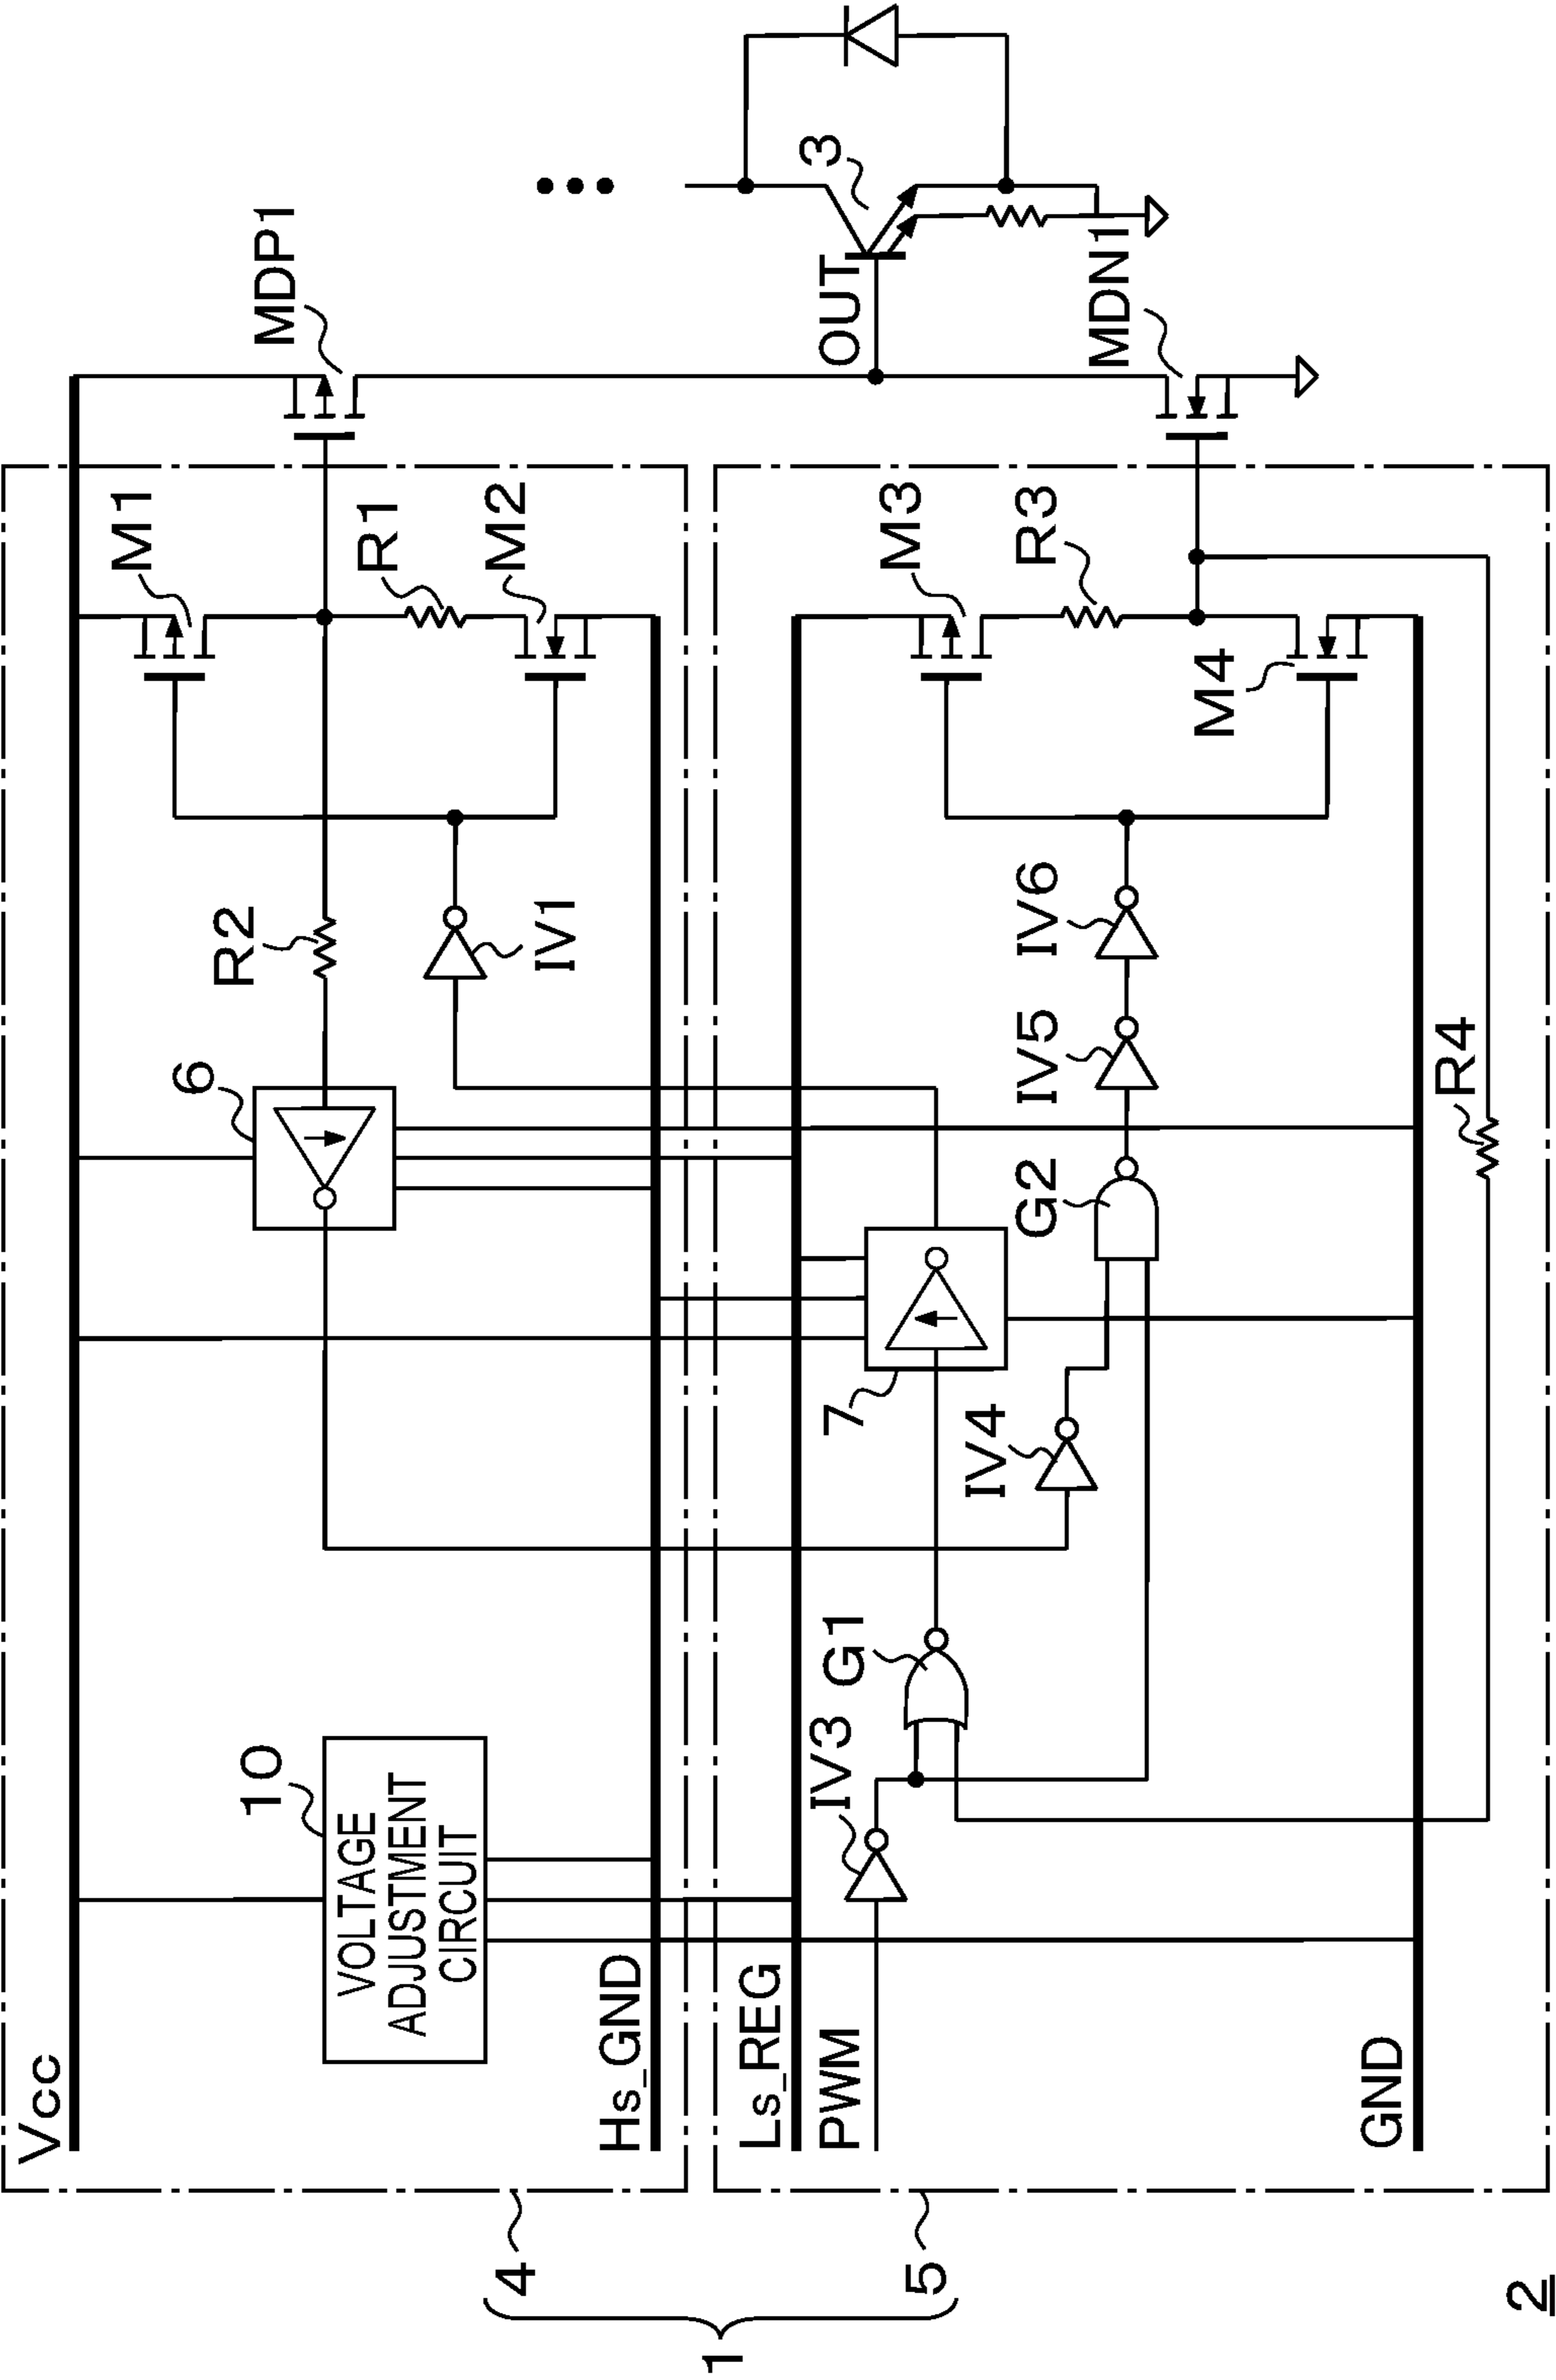 Vcc
10
VOLTAGE
ADJUSTMENT
CIRCUIT
Hs_GND
6
R2
IV1
M1
R1
M2
MDP1
4
1
Ls_REG
PWM
IV3
G1
7
IV4
G2
IV5
IV6
M3
R3
M4
OUT
3
MDN1
GND
R4
5
2